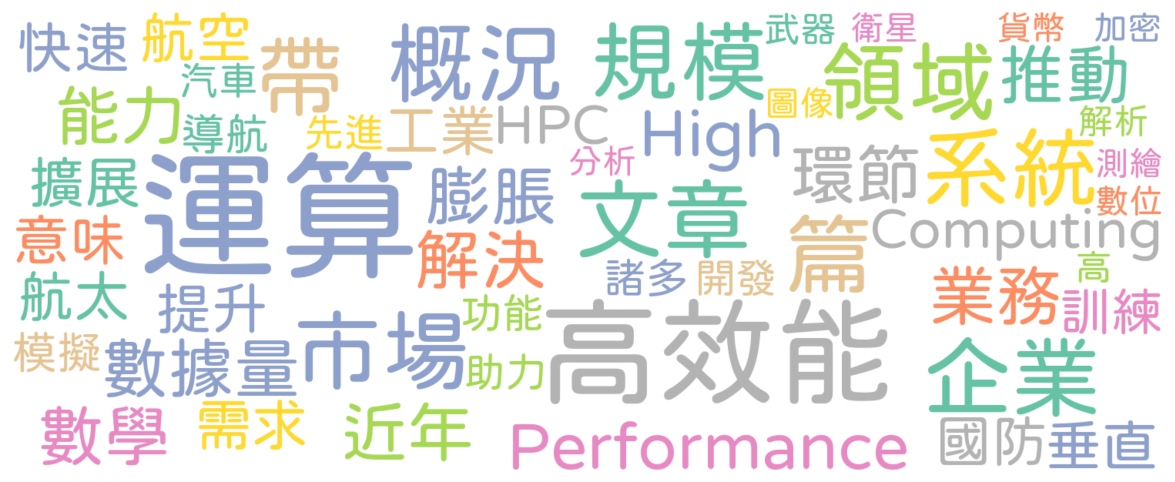 快速
航空
汽車
帶
概況
規模
武器
衛星
領域
貨幣
加密
推動
能力
導航
先進
工業
HPC
High
圖像
解析
分析
環節
系統
測繪
數位
擴展
運算
膨脹
文章
Computing
意味
解決
諸多
開發
篇
高
航太
提升
功能
高效能
業務
訓練
模擬
數據量
市場
助力
企業
數學
需求
近年
Performance
國防
垂直